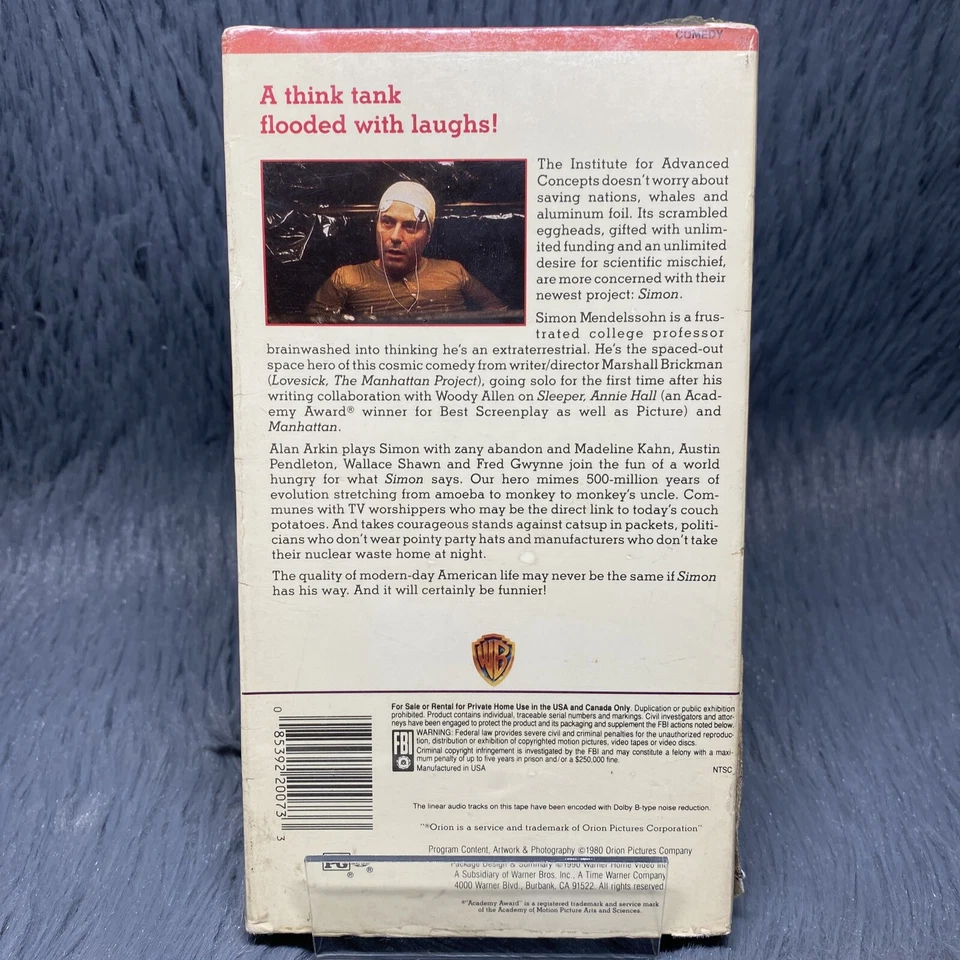 COMEDY
A think tank
flooded with laughs!
The Institute for Advanced
Concepts doesn't worry about
saving nations, whales and
aluminum foil. Its scrambled
eggheads, gifted with unlim-
ited funding and an unlimited
desire for scientific mischief,
are more concerned with their
newest project: Simon.
Simon Mendelssohn is a frus-
trated college professor
brainwashed into thinking he's an extraterrestrial. He's the spaced-out
space hero of this cosmic comedy from writer/director Marshall Brickman
(Lovesick, The Manhattan Project), going solo for the first time after his
writing collaboration with Woody Allen on Sleeper, Annie Hall (an Acad-
emy Award® winner for Best Screenplay as well as Picture) and
Manhattan.
Alan Arkin plays Simon with zany abandon and Madeline Kahn, Austin
Pendleton, Wallace Shawn and Fred Gwynne join the fun of a world
hungry for what Simon says. Our hero mimes 500-million years of
evolution stretching from amoeba to monkey to monkey's uncle. Com-
munes with TV worshippers who may be the direct link to today's couch
potatoes. And takes courageous stands against catsup in packets, politi-
cians who don't wear pointy party hats and manufacturers who don't take
their nuclear waste home at night.
The quality of modern-day American life may never be the same if Simon
has his way. And it will certainly be funnier!
WB
For Sale or Rental for Private Home Use in the USA and Canada Only. Duplication or public exhibition
prohibited. Product contains individual, traceable serial numbers and markings. Civil investigators and attor-
neys have been engaged to protect the product and its packaging and supplement the FBI actions noted below.
FBI
WARNING: Federal law provides severe civil and criminal penalties for the unauthorized reproduc-
tion, distribution or exhibition of copyrighted motion pictures, video tapes or video discs.
Criminal copyright infringement is investigated by the FBI and may constitute a felony with a maxi-
mum penalty of up to five years in prison and/or a $250,000 fine.
Manufactured in USA
NTSC
0 85392 20073 3
The linear audio tracks on this tape have been encoded with Dolby B-type noise reduction.
"®Orion is a service and trademark of Orion Pictures Corporation"
Program Content, Artwork & Photography ©1980 Orion Pictures Company
PG
® ®
Package Design & Summary ©1990 Warner Home Video
A Subsidiary of Warner Bros. Inc., A Time Warner Company
4000 Warner Blvd., Burbank, CA 91522. All rights reserved
®"Academy Award" is a registered trademark and service mark
of the Academy of Motion Picture Arts and Sciences.